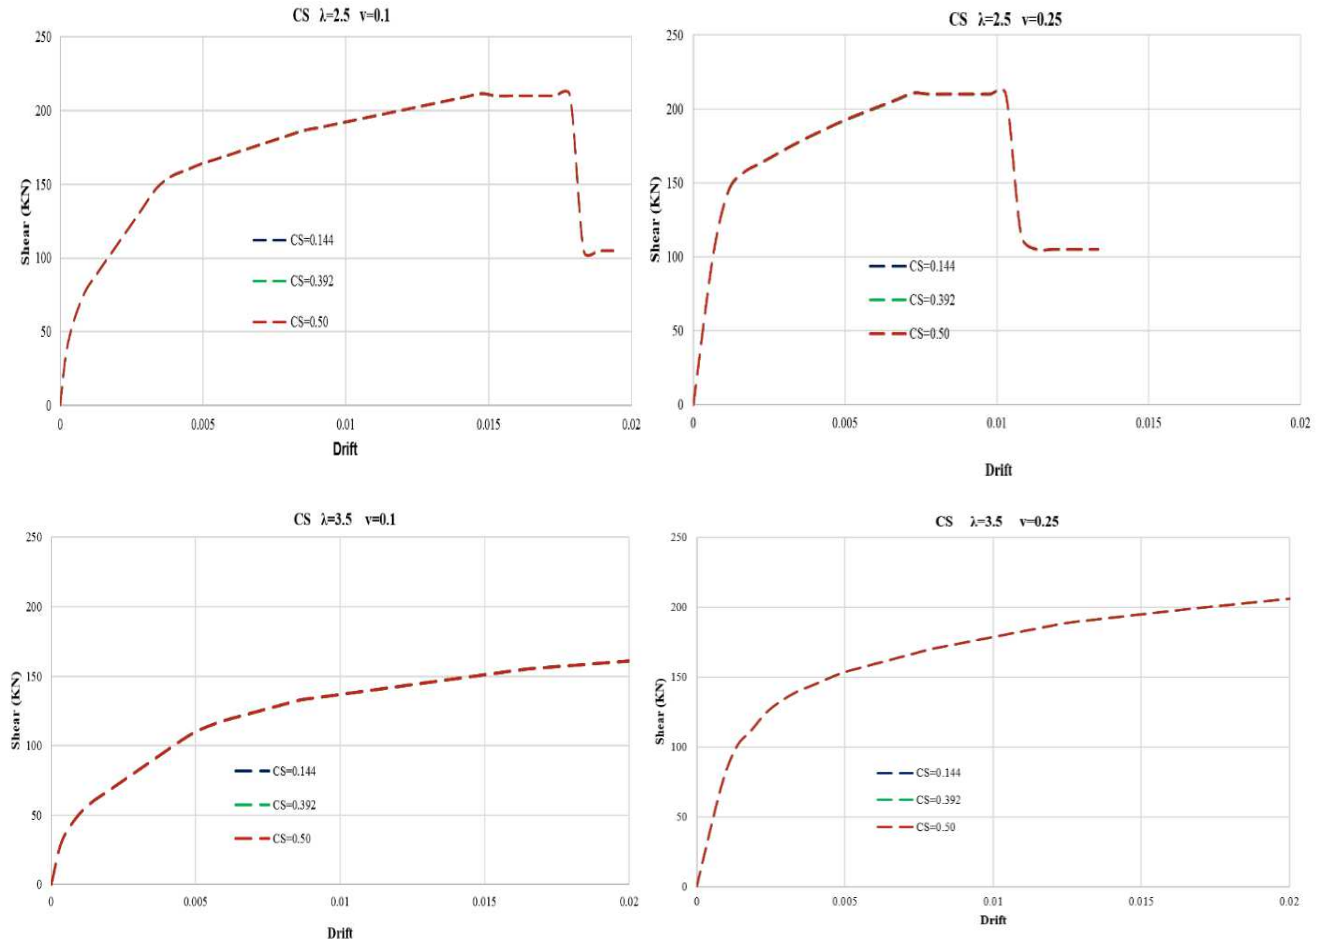 CS λ=2.5 v=0.1
250
200
150
100
50
0
Shear (KN)
CS=0.144
CS=0.392
CS=0.50
0 0.005 0.01 0.015 0.02
Drift
CS λ=2.5 v=0.25
250
200
150
100
50
0
Shear (KN)
CS=0.144
CS=0.392
CS=0.50
0 0.005 0.01 0.015 0.02
Drift
CS λ=3.5 v=0.1
250
200
150
100
50
0
Shear (KN)
CS=0.144
CS=0.392
CS=0.50
0 0.005 0.01 0.015 0.02
Drift
CS λ=3.5 v=0.25
250
200
150
100
50
0
Shear (KN)
CS=0.144
CS=0.392
CS=0.50
0 0.005 0.01 0.015 0.02
Drift